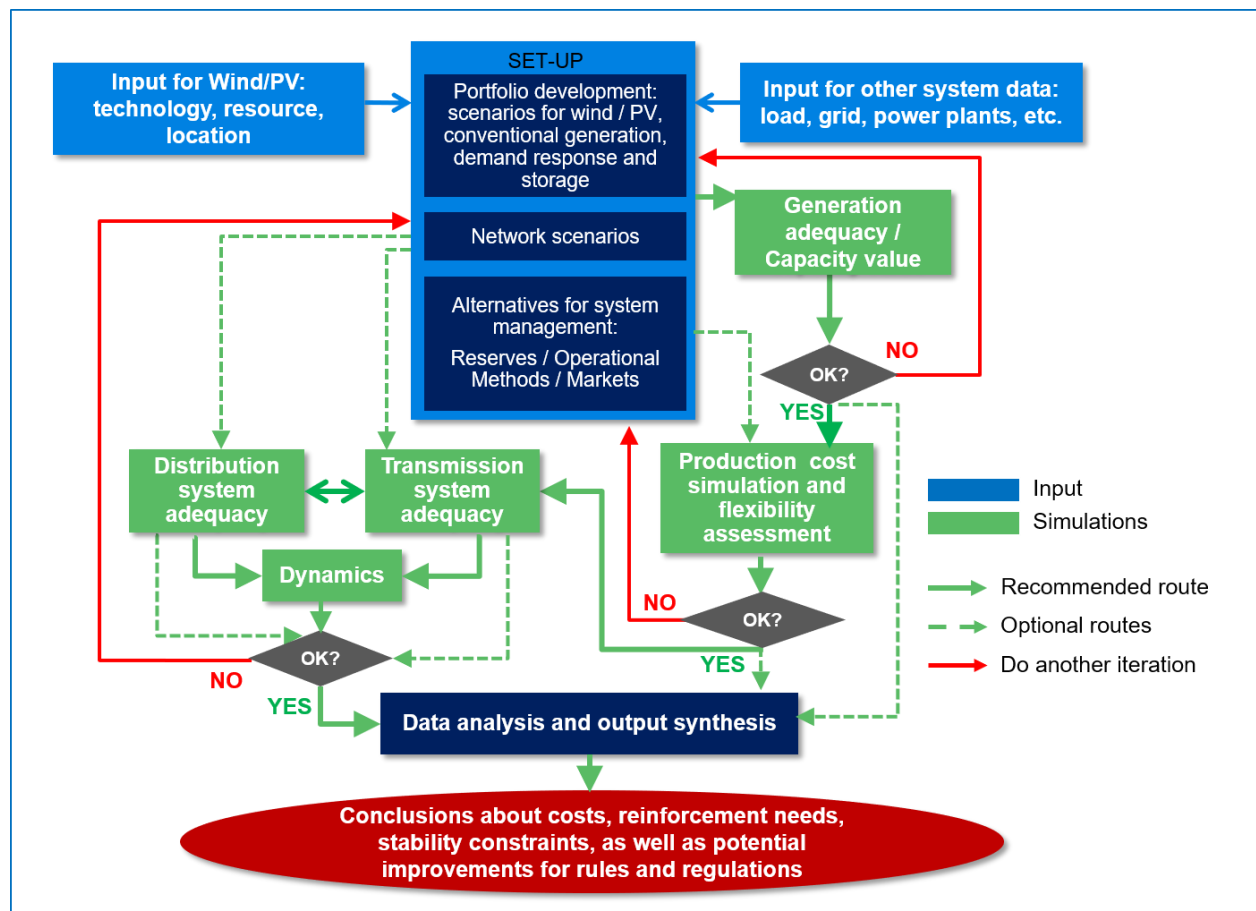 SET-UP
Input for Wind/PV:
technology, resource,
location
Portfolio development:
scenarios for wind / PV,
conventional generation,
demand response and
storage
Input for other system data:
load, grid, power plants, etc.
Network scenarios
Generation
adequacy /
Capacity value
Alternatives for system
management:
Reserves / Operational
Methods / Markets
OK?
NO
YES
Distribution
system
adequacy
Transmission
system
adequacy
Production cost
simulation and
flexibility
assessment
Input
Simulations
Dynamics
Recommended route
Optional routes
Do another iteration
NO
OK?
YES
OK?
NO
YES
Data analysis and output synthesis
Conclusions about costs, reinforcement needs,
stability constraints, as well as potential
improvements for rules and regulations